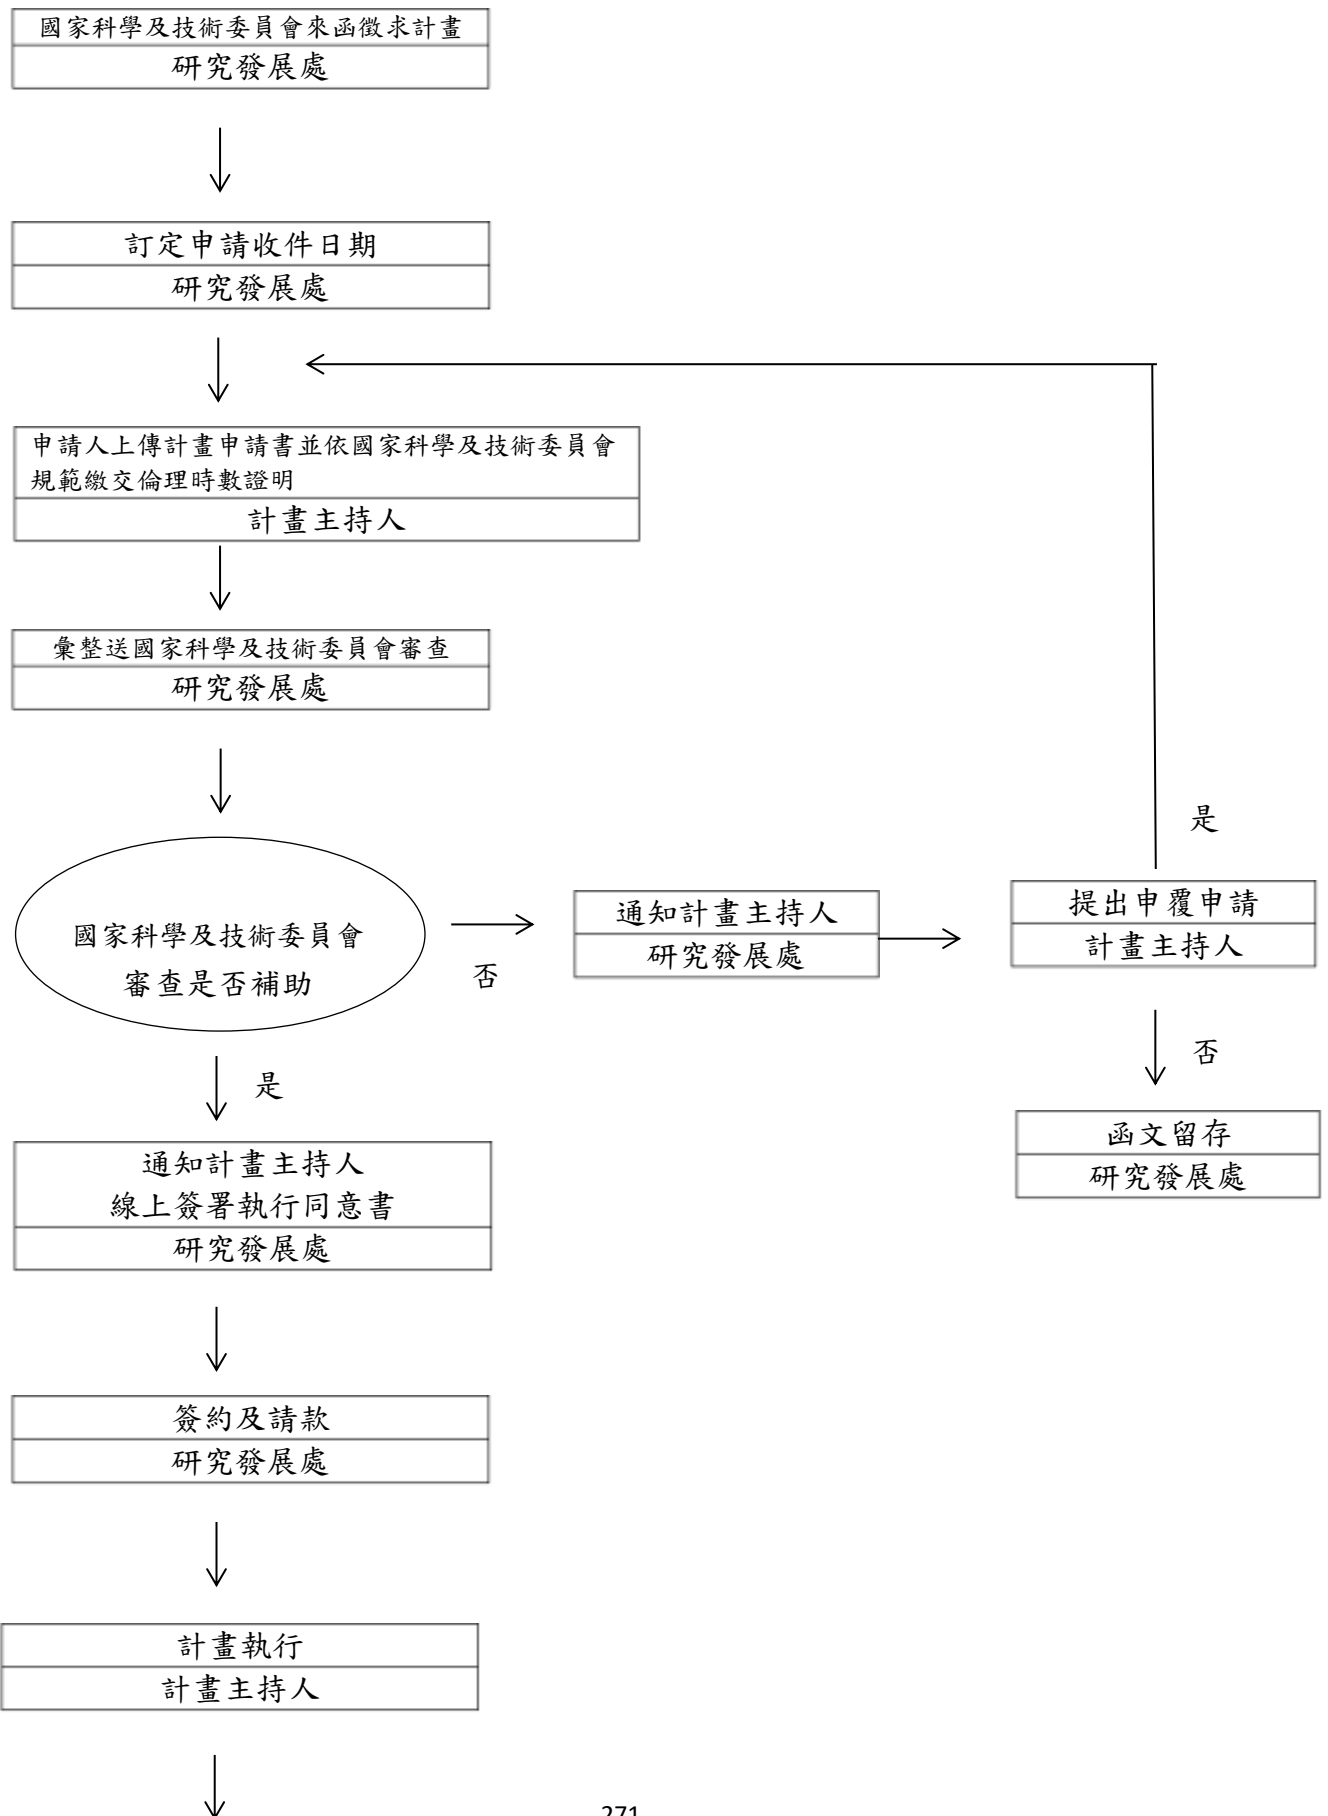 國家科學及技術委員會來函徵求計畫
研究發展處
訂定申請收件日期
研究發展處
申請人上傳計畫申請書並依國家科學及技術委員會
規範繳交倫理時數證明
計畫主持人
彙整送國家科學及技術委員會審查
研究發展處
國家科學及技術委員會
審查是否補助
否
通知計畫主持人
研究發展處
是
提出申覆申請
計畫主持人
否
函文留存
研究發展處
是
通知計畫主持人
線上簽署執行同意書
研究發展處
簽約及請款
研究發展處
計畫執行
計畫主持人
271